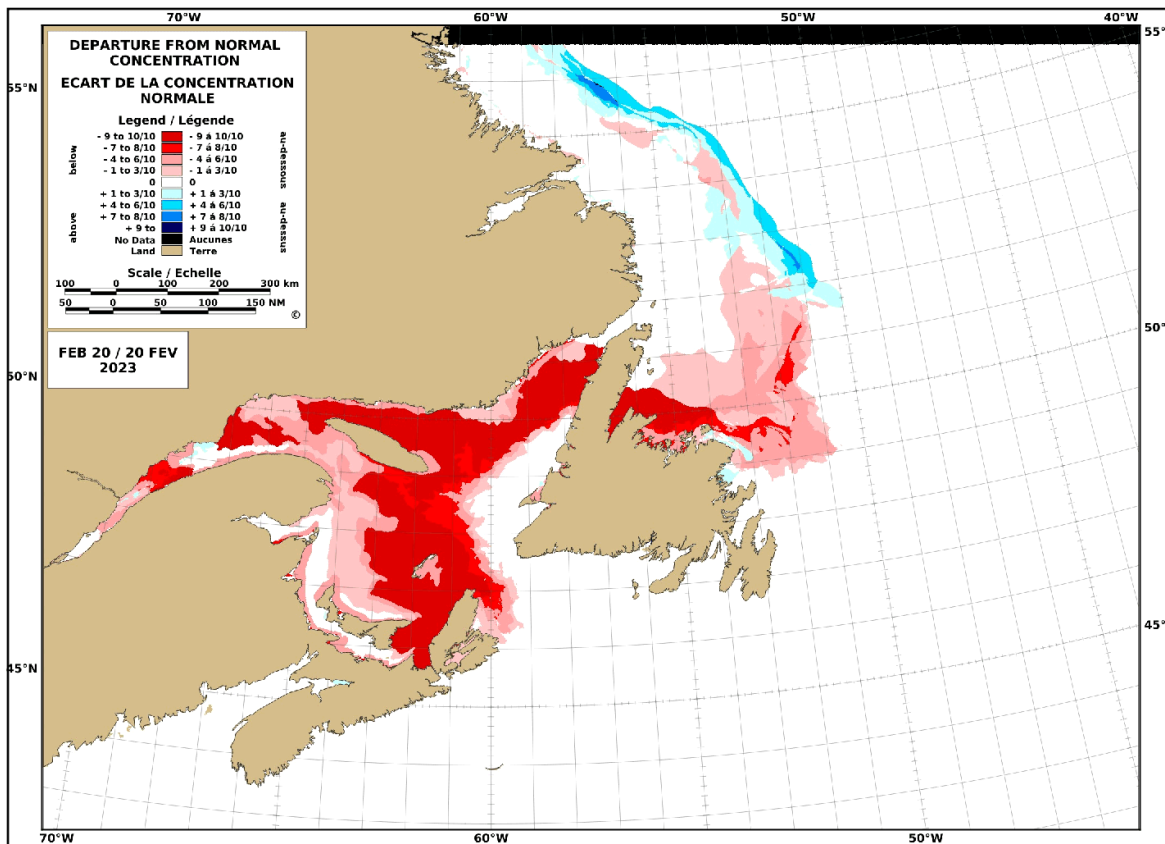 70°W 60°W 50°W 40°W
DEPARTURE FROM NORMAL
CONCENTRATION
ECART DE LA CONCENTRATION
NORMALE
Legend / Légende
below
above
- 9 to 10/10 - 9 á 10/10
- 7 to 8/10 - 7 á 8/10
- 4 to 6/10 - 4 á 6/10
- 1 to 3/10 - 1 á 3/10
0 0
+ 1 to 3/10 + 1 á 3/10
+ 4 to 6/10 + 4 á 6/10
+ 7 to 8/10 + 7 á 8/10
+ 9 to + 9 á 10/10
No Data Aucunes
Land Terre
au-dessous
au-dessus
Scale / Echelle
100 0 100 200 300 km
50 0 50 100 150 NM
©
FEB 20 / 20 FEV
2023
55°N 55°
50°N 50°N
45°N 45°N
70°W 60°W 50°W